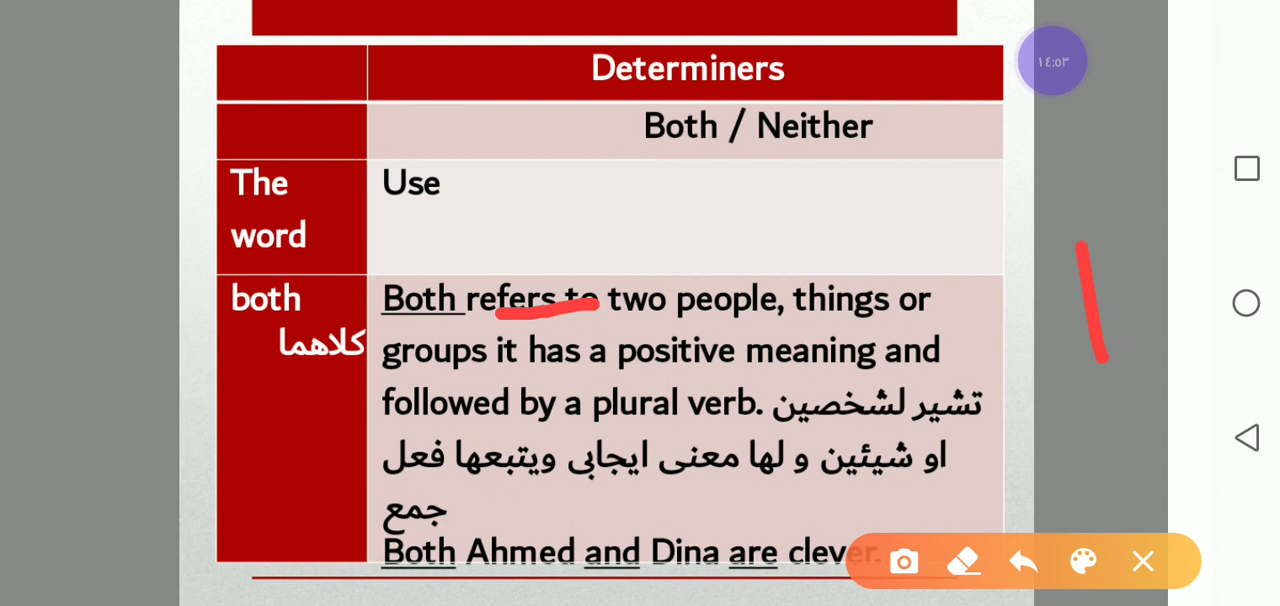 Determiners
١٤:٥٣
Both / Neither
The
word
Use
both
كلاهما
Both refers to two people, things or
groups it has a positive meaning and
followed by a plural verb. تشير لشخصين
او شيئين و لها معنى ايجابى ويتبعها فعل
جمع
Both Ahmed and Dina are clever.